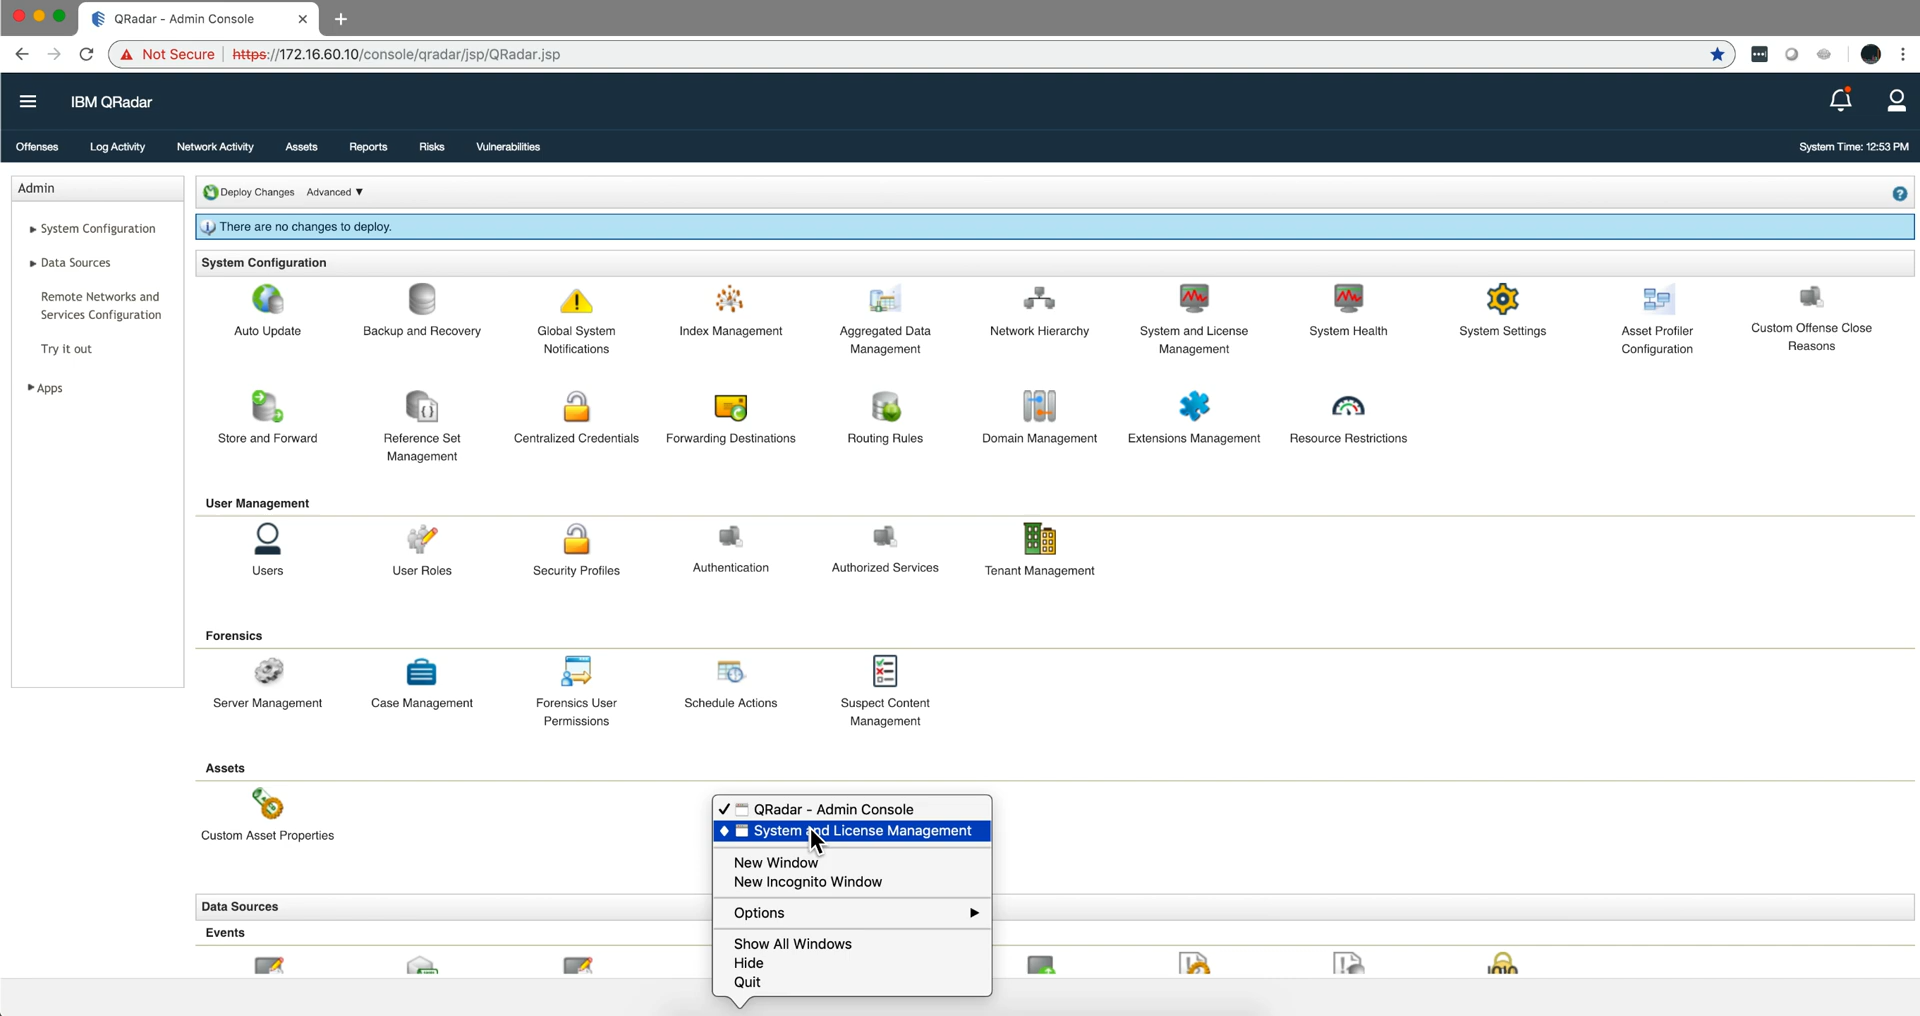 QRadar - Admin Console
Not Secure https://172.16.60.10/console/qradar/jsp/QRadar.jsp
IBM QRadar
Offenses Log Activity Network Activity Assets Reports Risks Vulnerabilities System Time: 12:53 PM
Admin
System Configuration
Data Sources
Remote Networks and
Services Configuration
Try it out
Apps
Deploy Changes Advanced ▼
There are no changes to deploy.
System Configuration
Auto Update
Backup and Recovery
Global System
Notifications
Index Management
Aggregated Data
Management
Network Hierarchy
System and License
Management
System Health
System Settings
Asset Profiler
Configuration
Custom Offense Close
Reasons
Store and Forward
Reference Set
Management
Centralized Credentials
Forwarding Destinations
Routing Rules
Domain Management
Extensions Management
Resource Restrictions
User Management
Users
User Roles
Security Profiles
Authentication
Authorized Services
Tenant Management
Forensics
Server Management
Case Management
Forensics User
Permissions
Schedule Actions
Suspect Content
Management
Assets
Custom Asset Properties
Data Sources
Events
QRadar - Admin Console
System and License Management
New Window
New Incognito Window
Options
Show All Windows
Hide
Quit